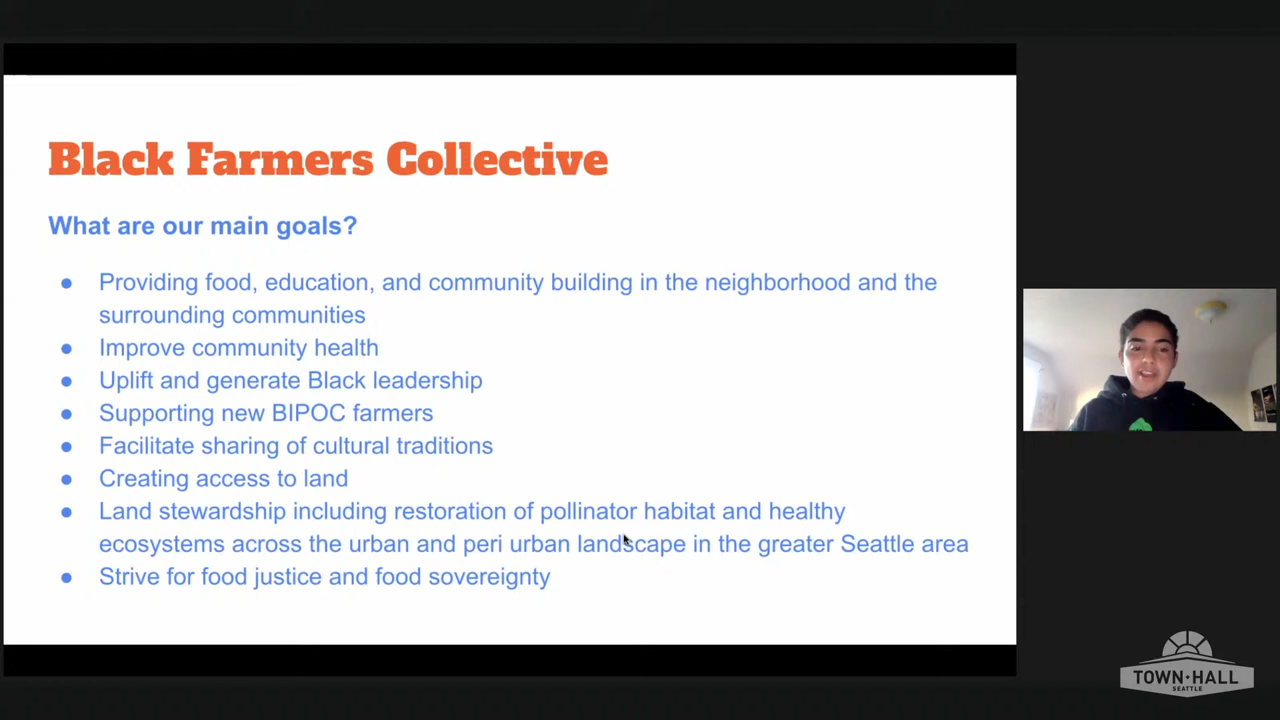 Black Farmers Collective
What are our main goals?
● Providing food, education, and community building in the neighborhood and the
surrounding communities
● Improve community health
● Uplift and generate Black leadership
● Supporting new BIPOC farmers
● Facilitate sharing of cultural traditions
● Creating access to land
● Land stewardship including restoration of pollinator habitat and healthy
ecosystems across the urban and peri urban landscape in the greater Seattle area
● Strive for food justice and food sovereignty
TOWN·HALL
SEATTLE